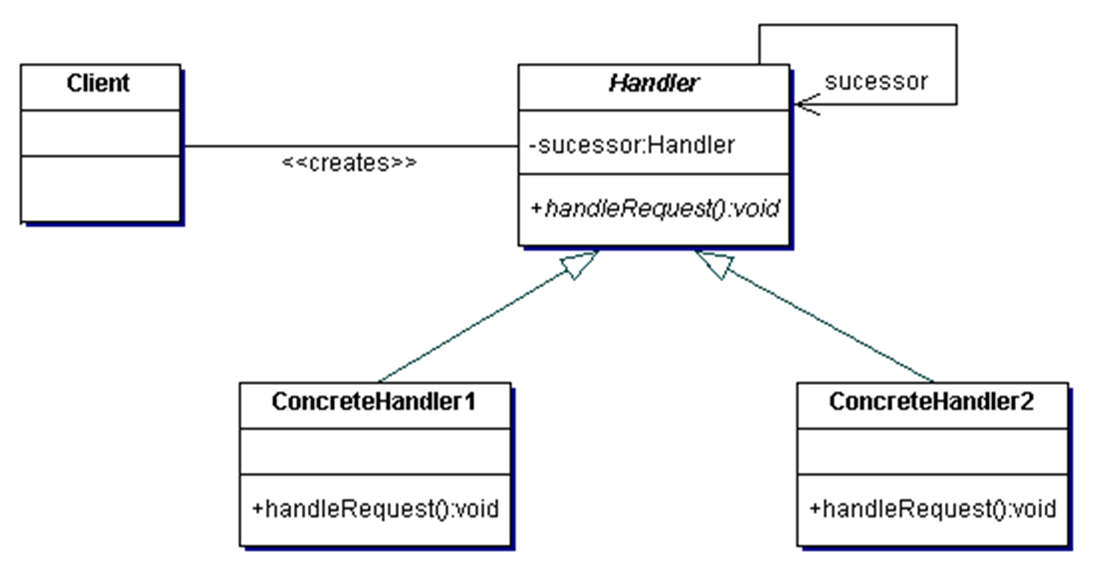 Client
Handler
sucessor
-sucessor:Handler
<<creates>>
+handleRequest():void
ConcreteHandler1
ConcreteHandler2
+handleRequest():void
+handleRequest():void